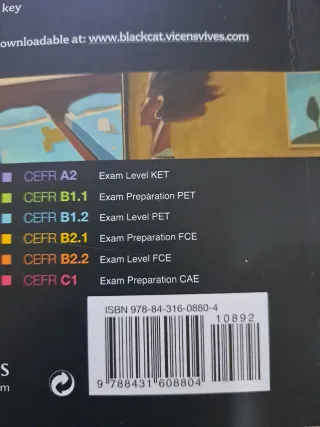 key
ownloadable at: www.blackcat.vicensvives.com
CEFR A2 Exam Level KET
CEFR B1.1 Exam Preparation PET
CEFR B1.2 Exam Level PET
CEFR B2.1 Exam Preparation FCE
CEFR B2.2 Exam Level FCE
CEFR C1 Exam Preparation CAE
ISBN 978-84-316-0880-4
10892
9 788431 608804
S
om